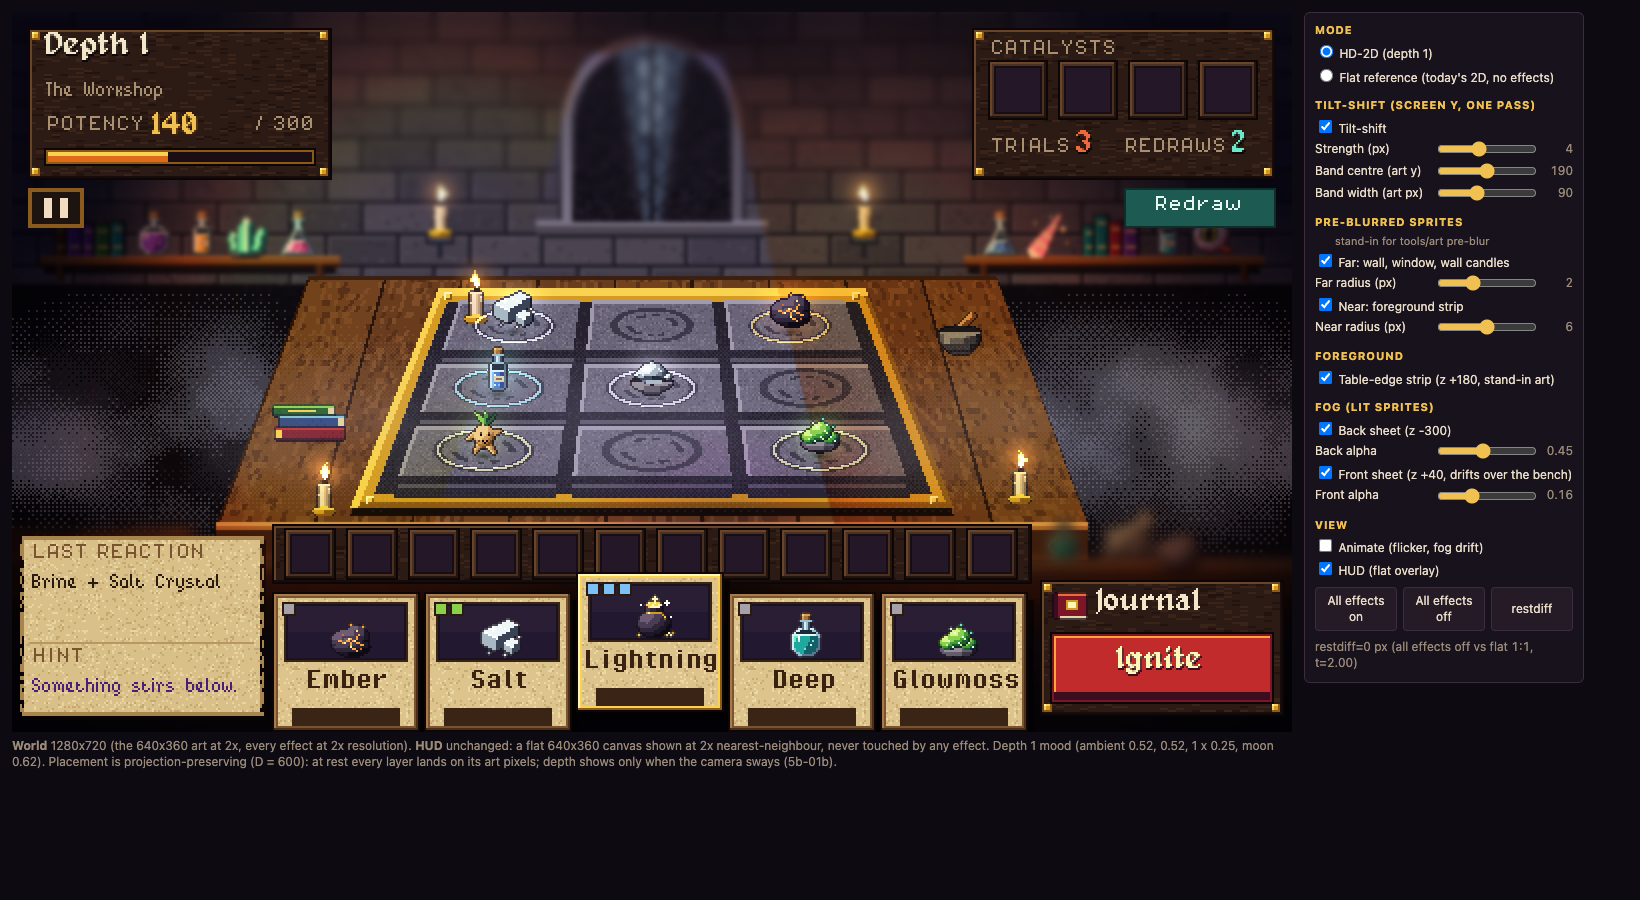 Depth 1
The Workshop
POTENCY 140 / 300
CATALYSTS
TRIALS 3 REDRAWS 2
Redraw
LAST REACTION
Brine + Salt Crystal
HINT
Something stirs below.
Ember
Salt
Lightning
Deep
Glowmoss
Journal
Ignite
World 1280x720 (the 640x360 art at 2x, every effect at 2x resolution). HUD unchanged: a flat 640x360 canvas shown at 2x nearest-neighbour, never touched by any effect. Depth 1 mood (ambient 0.52, 0.52, 1 x 0.25, moon
0.62). Placement is projection-preserving (D = 600): at rest every layer lands on its art pixels; depth shows only when the camera sways (5b-01b).
MODE
HD-2D (depth 1)
Flat reference (today's 2D, no effects)
TILT-SHIFT (SCREEN Y, ONE PASS)
Tilt-shift
Strength (px) 4
Band centre (art y) 190
Band width (art px) 90
PRE-BLURRED SPRITES
stand-in for tools/art pre-blur
Far: wall, window, wall candles
Far radius (px) 2
Near: foreground strip
Near radius (px) 6
FOREGROUND
Table-edge strip (z +180, stand-in art)
FOG (LIT SPRITES)
Back sheet (z -300)
Back alpha 0.45
Front sheet (z +40, drifts over the bench)
Front alpha 0.16
VIEW
Animate (flicker, fog drift)
HUD (flat overlay)
All effects on
All effects off
restdiff
restdiff=0 px (all effects off vs flat 1:1,
t=2.00)